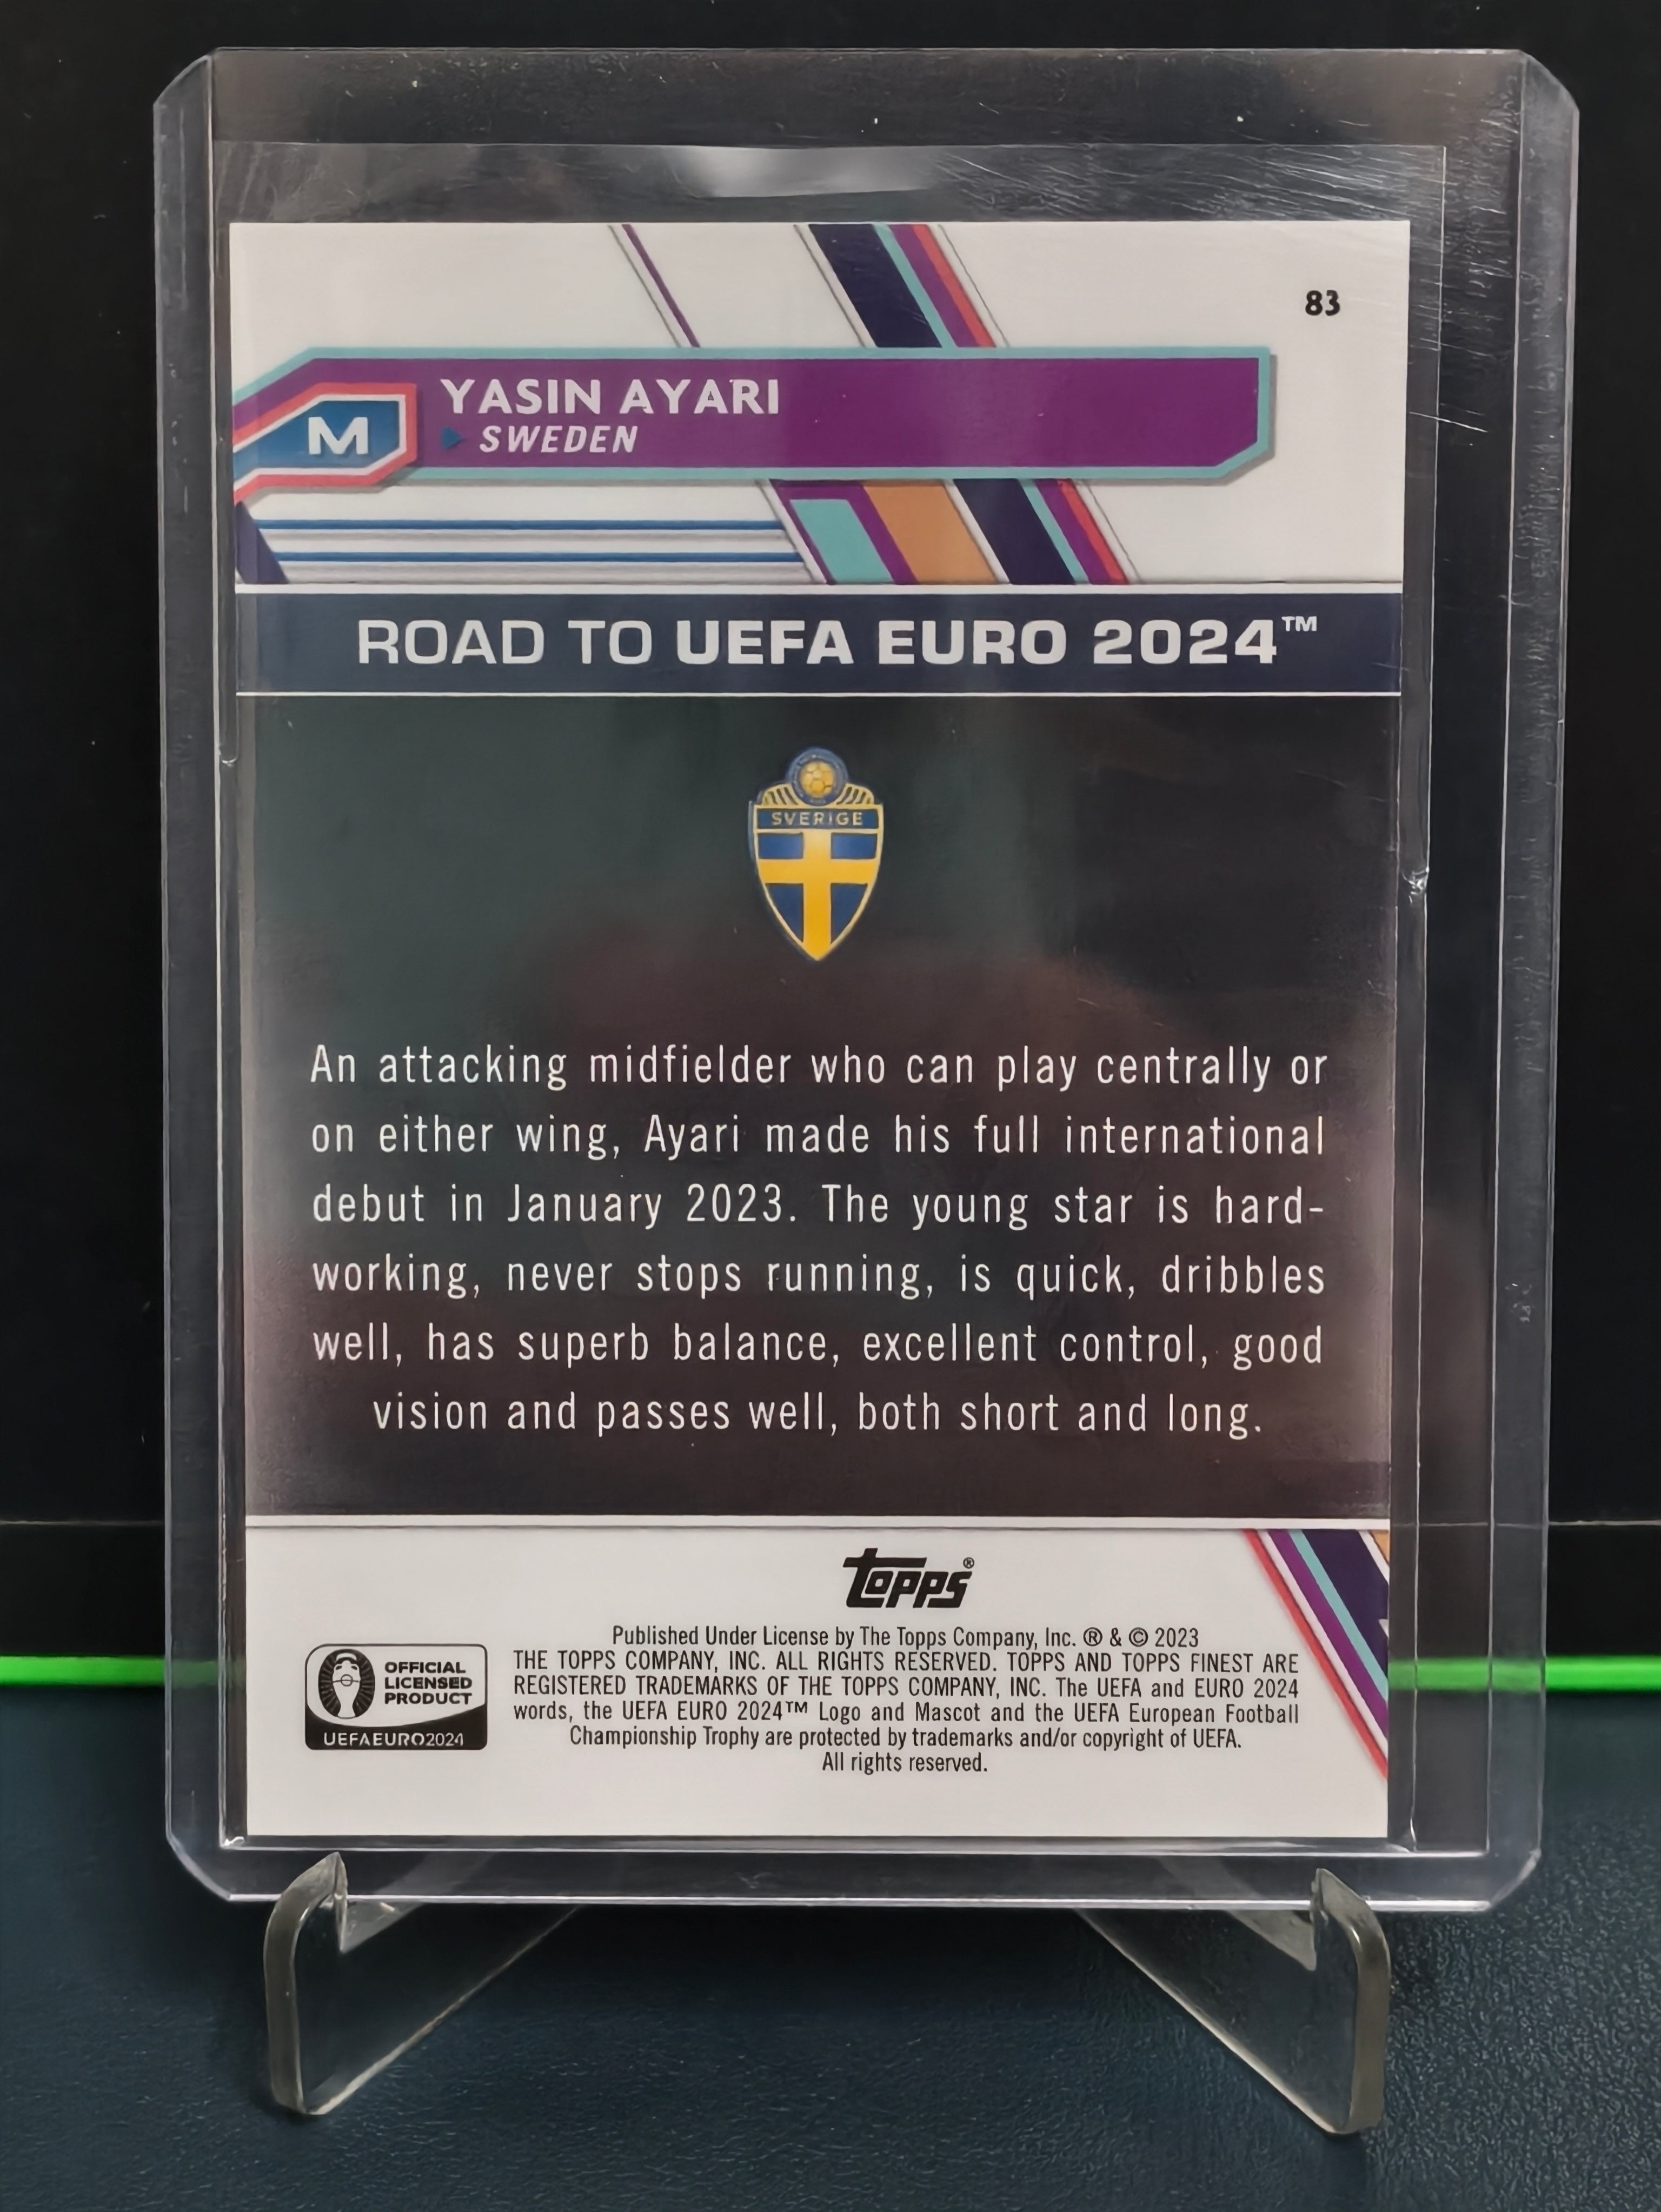 83
YASIN AYARI
M
SWEDEN
ROAD TO UEFA EURO 2024™
SVERIGE
An attacking midfielder who can play centrally or
on either wing, Ayari made his full international
debut in January 2023. The young star is hard-
working, never stops running, is quick, dribbles
well, has superb balance, excellent control, good
vision and passes well, both short and long.
topps®
Published Under License by The Topps Company, Inc. ® & © 2023
THE TOPPS COMPANY, INC. ALL RIGHTS RESERVED. TOPPS AND TOPPS FINEST ARE
REGISTERED TRADEMARKS OF THE TOPPS COMPANY, INC. The UEFA and EURO 2024
words, the UEFA EURO 2024™ Logo and Mascot and the UEFA European Football
Championship Trophy are protected by trademarks and/or copyright of UEFA.
All rights reserved.
OFFICIAL
LICENSED
PRODUCT
UEFA EURO2024